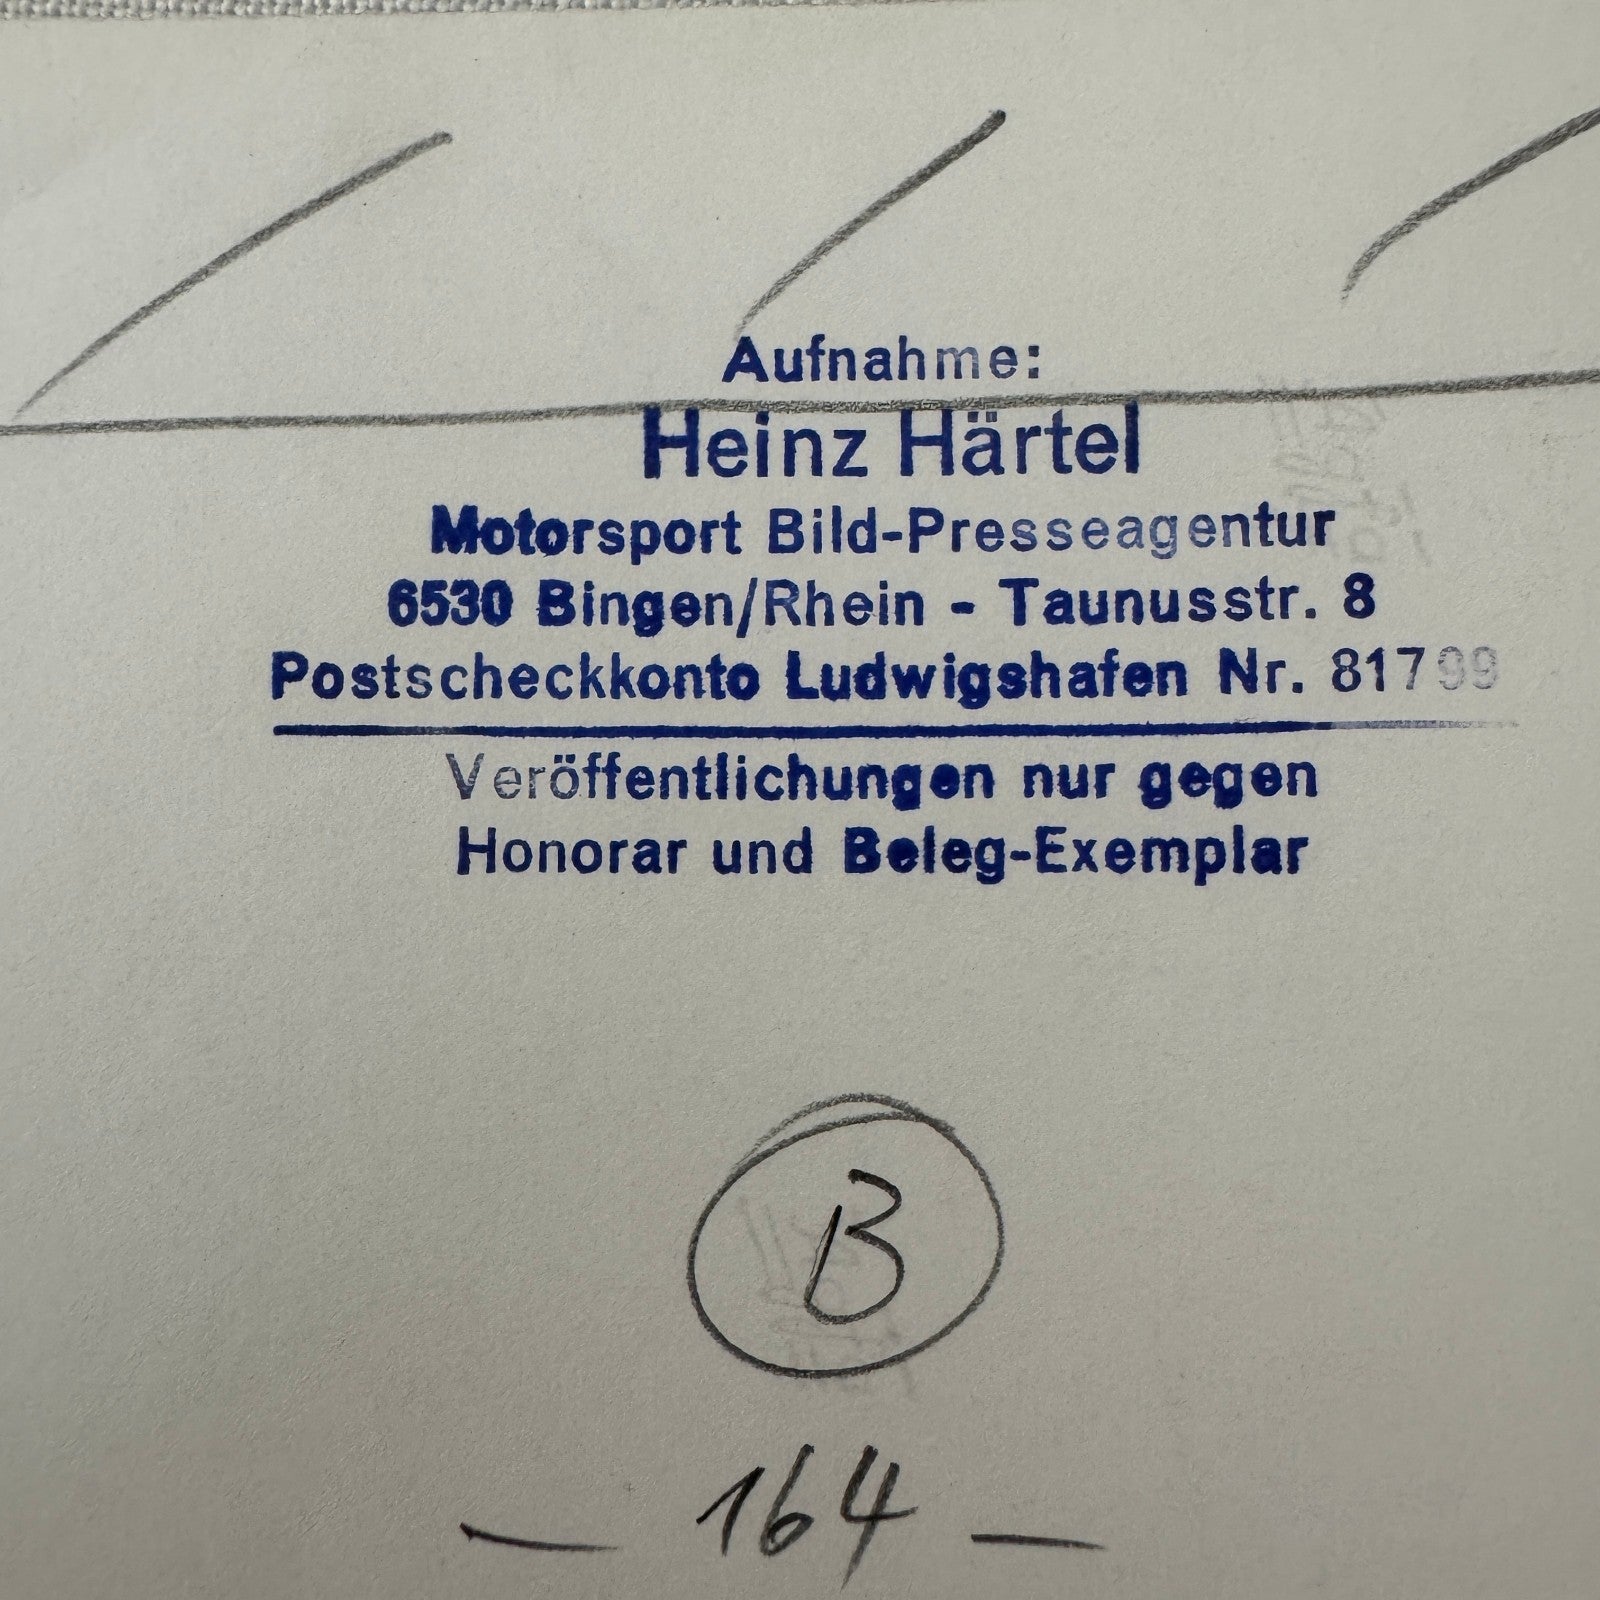 Aufnahme:
Heinz Härtel
Motorsport Bild-Presseagentur
6530 Bingen/Rhein - Taunusstr. 8
Postscheckkonto Ludwigshafen Nr. 81799
Veröffentlichungen nur gegen
Honorar und Beleg-Exemplar
B
- 164 -